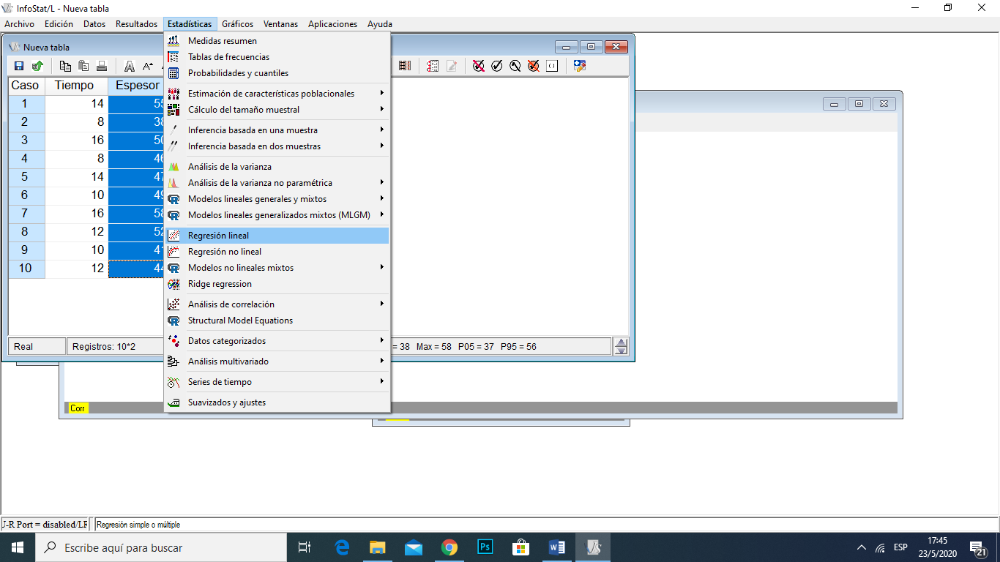 InfoStat/L - Nueva tabla
Archivo Edición Datos Resultados Estadísticas Gráficos Ventanas Aplicaciones Ayuda
Nueva tabla
Caso Tiempo Espesor
1 14 55
2 8 38
3 16 50
4 8 46
5 14 47
6 10 49
7 16 58
8 12 52
9 10 41
10 12 44
Real Registros: 10*2 = 38 Max = 58 P05 = 37 P95 = 56
Medidas resumen
Tablas de frecuencias
Probabilidades y cuantiles
Estimación de características poblacionales
Cálculo del tamaño muestral
Inferencia basada en una muestra
Inferencia basada en dos muestras
Análisis de la varianza
Análisis de la varianza no paramétrica
Modelos lineales generales y mixtos
Modelos lineales generalizados mixtos (MLGM)
Regresión lineal
Regresión no lineal
Modelos no lineales mixtos
Ridge regression
Análisis de correlación
Structural Model Equations
Datos categorizados
Análisis multivariado
Series de tiempo
Suavizados y ajustes
Corr
J-R Port = disabled/LF Regresión simple o múltiple
Escribe aquí para buscar
ESP
17:45
23/5/2020
21